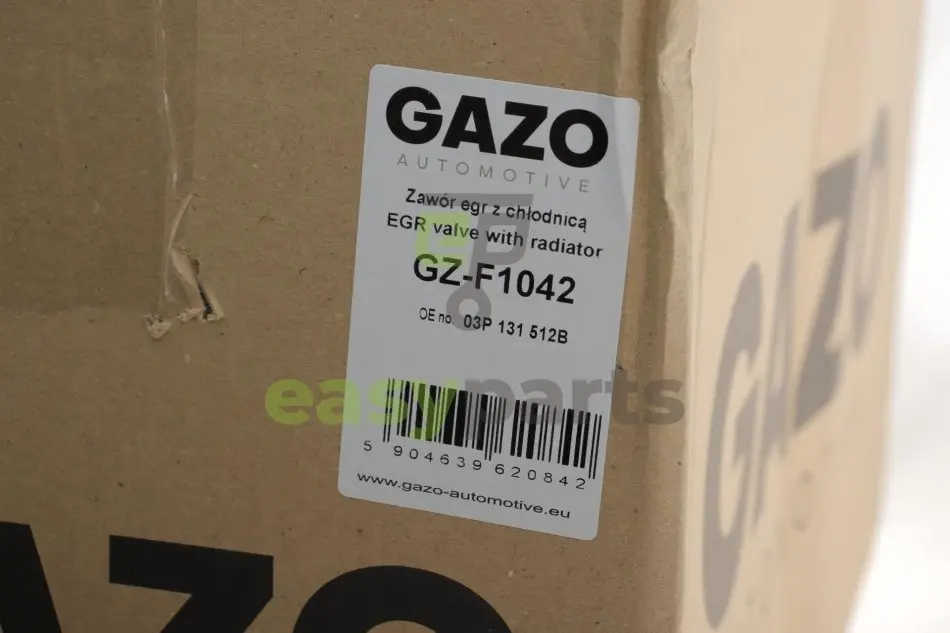 GAZO
AUTOMOTIVE
Zawór egr z chłodnicą
EGR valve with radiator
GZ-F1042
OE no. 03P 131 512B
easyparts
5 904639 620842
www.gazo-automotive.eu
GAZO
AZO